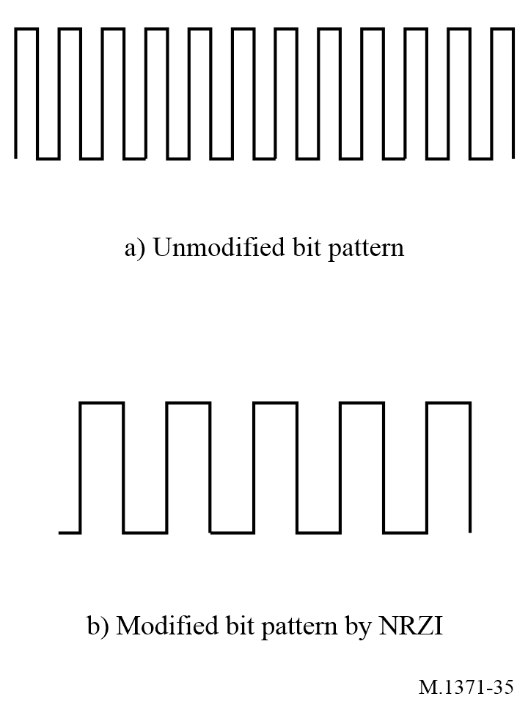 a) Unmodified bit pattern
b) Modified bit pattern by NRZI
M.1371-35